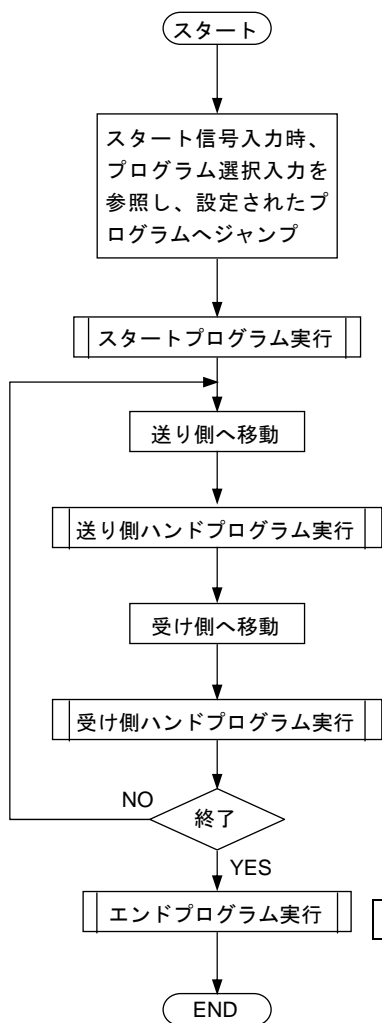 スタート
スタート信号入力時、
プログラム選択入力を
参照し、設定されたプ
ログラムへジャンプ
スタートプログラム実行
送り側へ移動
送り側ハンドプログラム実行
受け側へ移動
受け側ハンドプログラム実行
NO
終了
YES
エンドプログラム実行
END